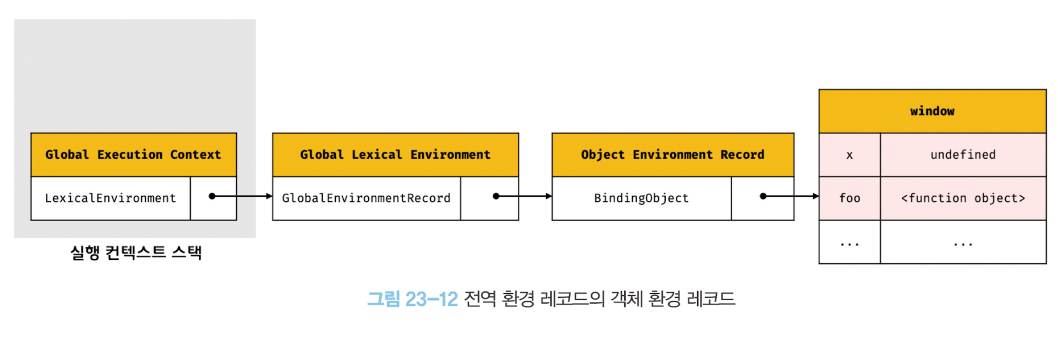 Global Execution Context
LexicalEnvironment
실행 컨텍스트 스택
Global Lexical Environment
GlobalEnvironmentRecord
Object Environment Record
BindingObject
window
x undefined
foo <function object>
... ...
그림 23-12 전역 환경 레코드의 객체 환경 레코드